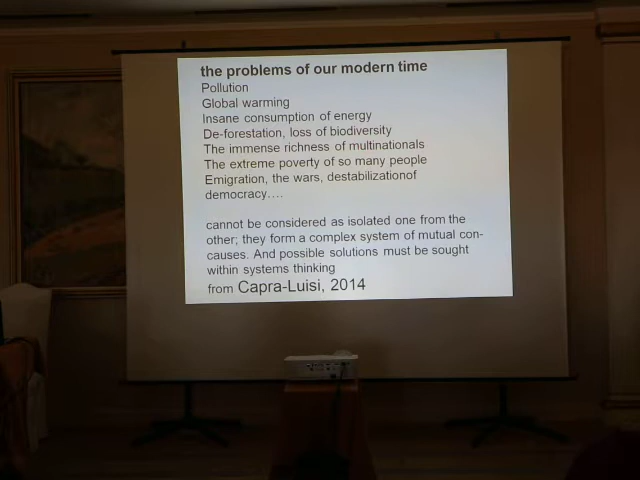 the problems of our modern time
Pollution
Global warming
Insane consumption of energy
De-forestation, loss of biodiversity
The immense richness of multinationals
The extreme poverty of so many people
Emigration, the wars, destabilizationof
democracy....

cannot be considered as isolated one from the
other; they form a complex system of mutual con-
causes. And possible solutions must be sought
within systems thinking
from Capra-Luisi, 2014